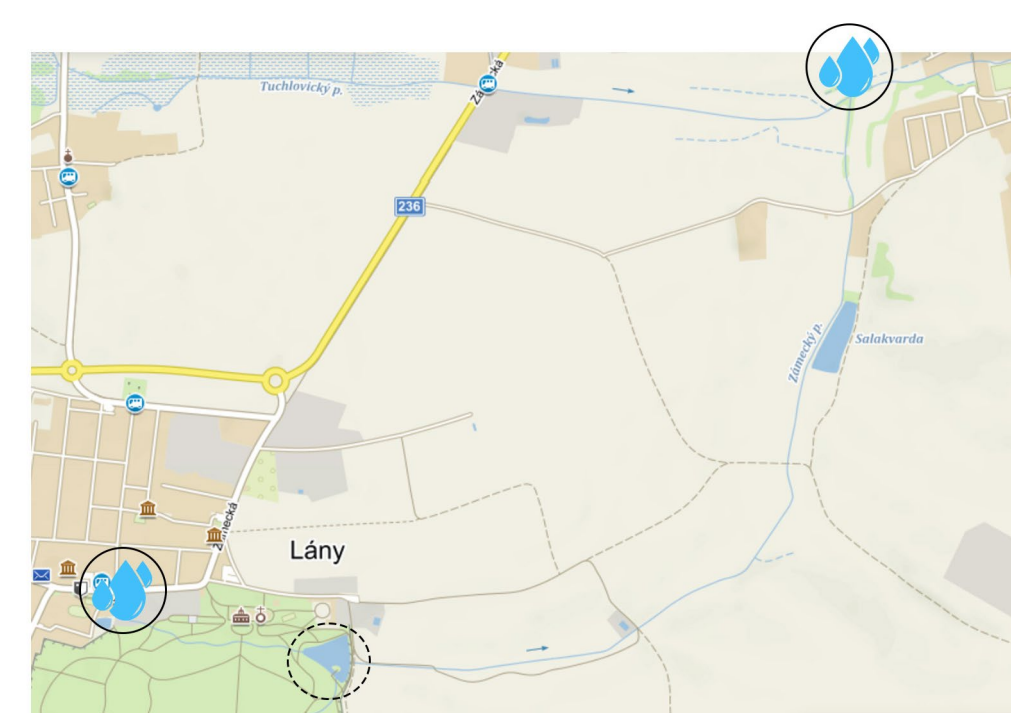 Tuchlovický p.
Zámecká
236
Zámecký p.
Salakvarda
Zámecká
Lány